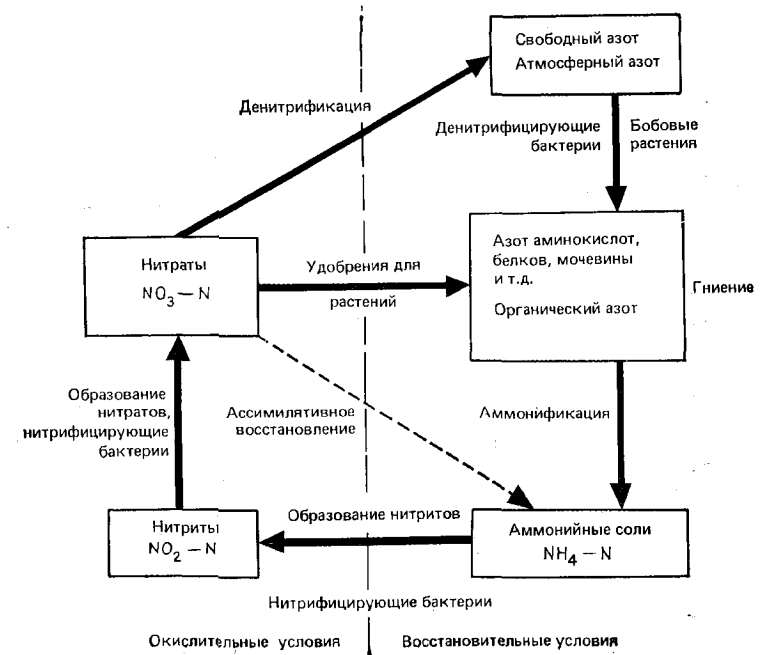 Свободный азот
Атмосферный азот
Денитрификация
Денитрифицирующие
бактерии
Бобовые
растения
Нитраты
NO₃ — N
Удобрения для
растений
Азот аминокислот,
белков, мочевины
и т.д.
Органический азот
Гниение
Образование
нитратов,
нитрифицирующие
бактерии
Ассимилятивное
восстановление
Аммонификация
Нитриты
NO₂ — N
Образование нитритов
Аммонийные соли
NH₄ — N
Нитрифицирующие бактерии
Окислительные условия
Восстановительные условия